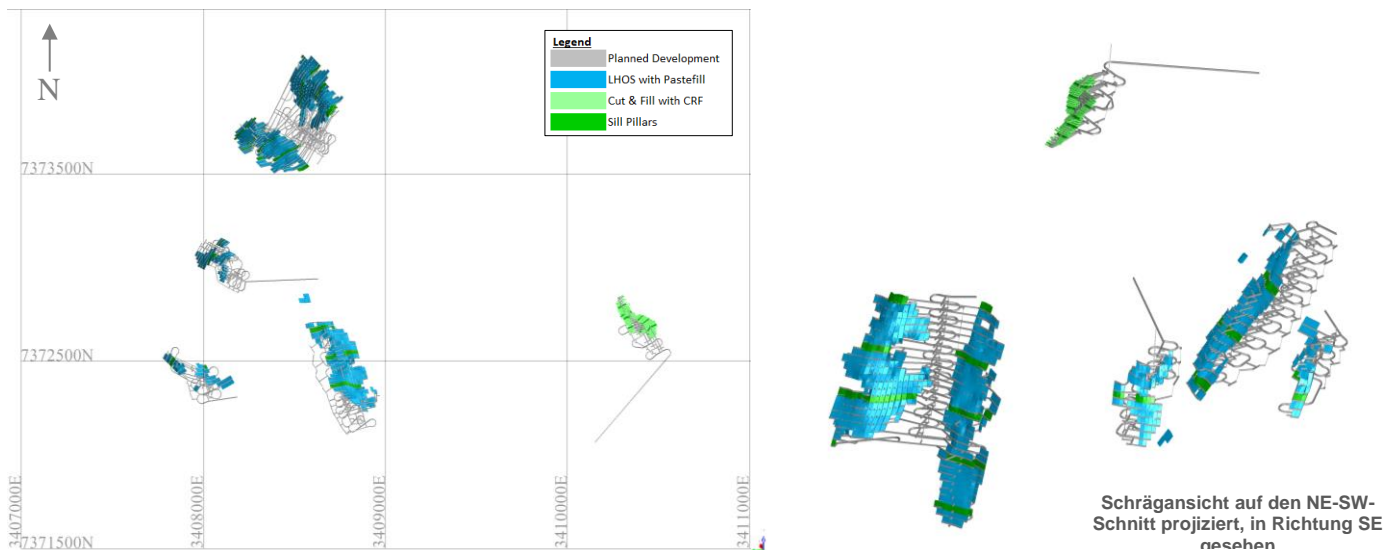 N
Legend
Planned Development
LHOS with Pastefill
Cut & Fill with CRF
Sill Pillars
7373500N
7372500N
7371500N
3407000E
3408000E
3409000E
3410000E
3411000E
Schrägansicht auf den NE-SW-
Schnitt projiziert, in Richtung SE
gesehen